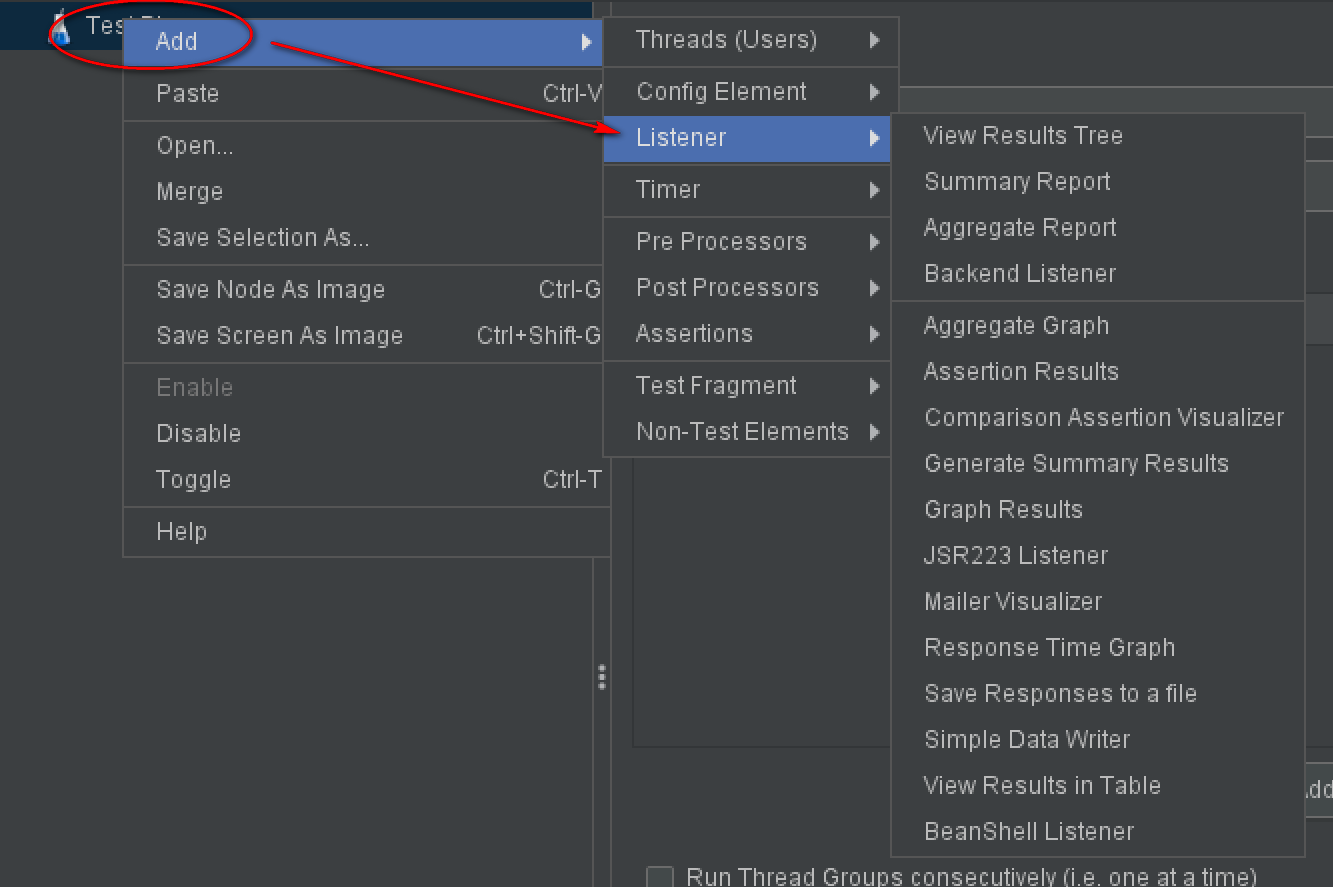 Test
Add
Paste Ctrl-V
Open...
Merge
Save Selection As...
Save Node As Image Ctrl-G
Save Screen As Image Ctrl+Shift-G
Enable
Disable
Toggle Ctrl-T
Help
Threads (Users)
Config Element
Listener
Timer
Pre Processors
Post Processors
Assertions
Test Fragment
Non-Test Elements
View Results Tree
Summary Report
Aggregate Report
Backend Listener
Aggregate Graph
Assertion Results
Comparison Assertion Visualizer
Generate Summary Results
Graph Results
JSR223 Listener
Mailer Visualizer
Response Time Graph
Save Responses to a file
Simple Data Writer
View Results in Table
BeanShell Listener
Add
Run Thread Groups consecutively (i.e. one at a time)